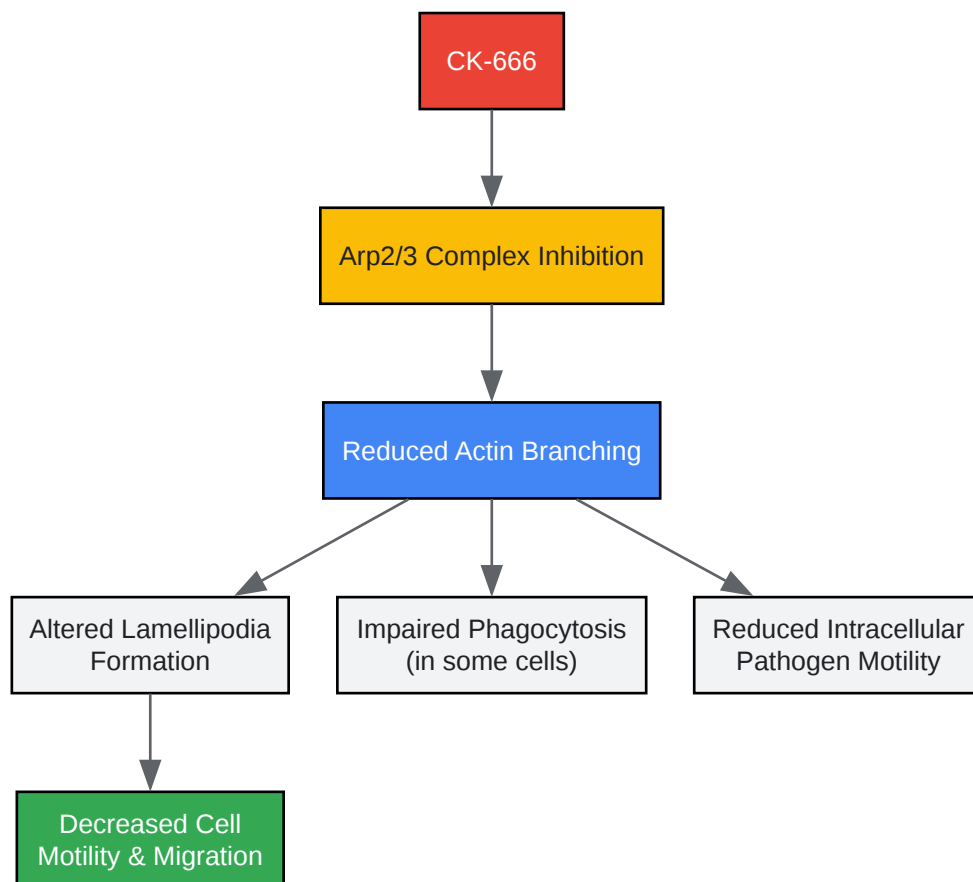 CK-666
Arp2/3 Complex Inhibition
Reduced Actin Branching
Altered Lamellipodia
Formation
Impaired Phagocytosis
(in some cells)
Reduced Intracellular
Pathogen Motility
Decreased Cell
Motility & Migration